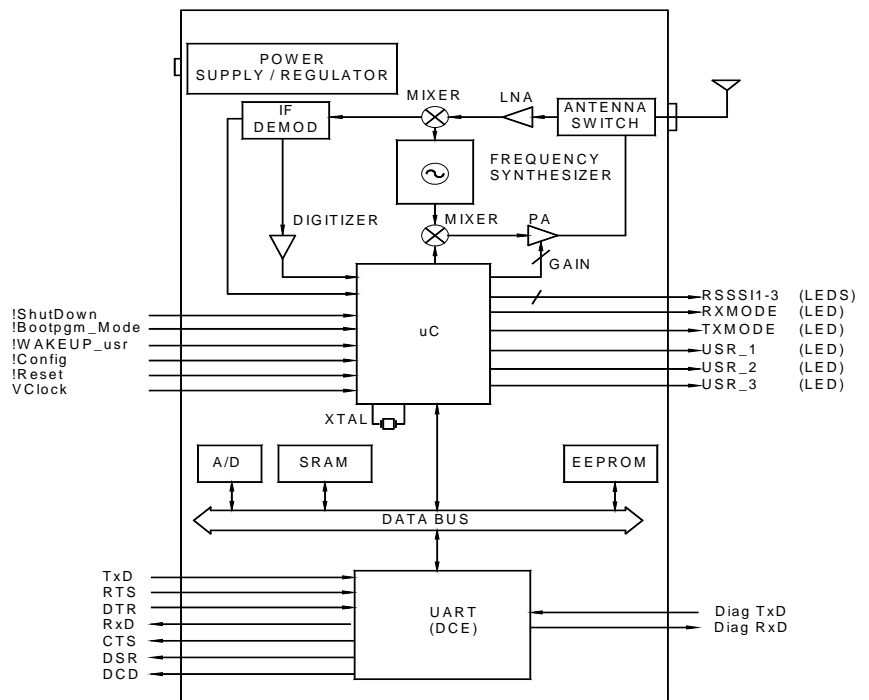 POWER
SUPPLY / REGULATOR
MIXER
LNA
ANTENNA
SWITCH
IF
DEMOD
FREQUENCY
SYNTHESIZER
DIGITIZER
MIXER
PA
GAIN
!ShutDown
!Bootpgm_Mode
!WAKEUP_usr
!Config
!Reset
VClock
uC
RSSSI1-3 (LEDS)
RXMODE (LED)
TXMODE (LED)
USR_1 (LED)
USR_2 (LED)
USR_3 (LED)
XTAL
A/D
SRAM
EEPROM
DATA BUS
TxD
RTS
DTR
RxD
CTS
DSR
DCD
UART
(DCE)
Diag TxD
Diag RxD